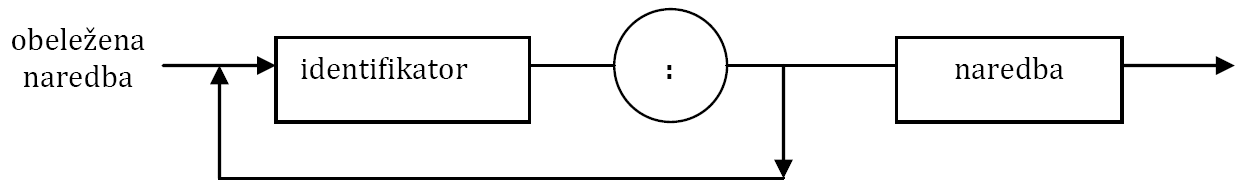 obeležena
naredba
identifikator
:
naredba